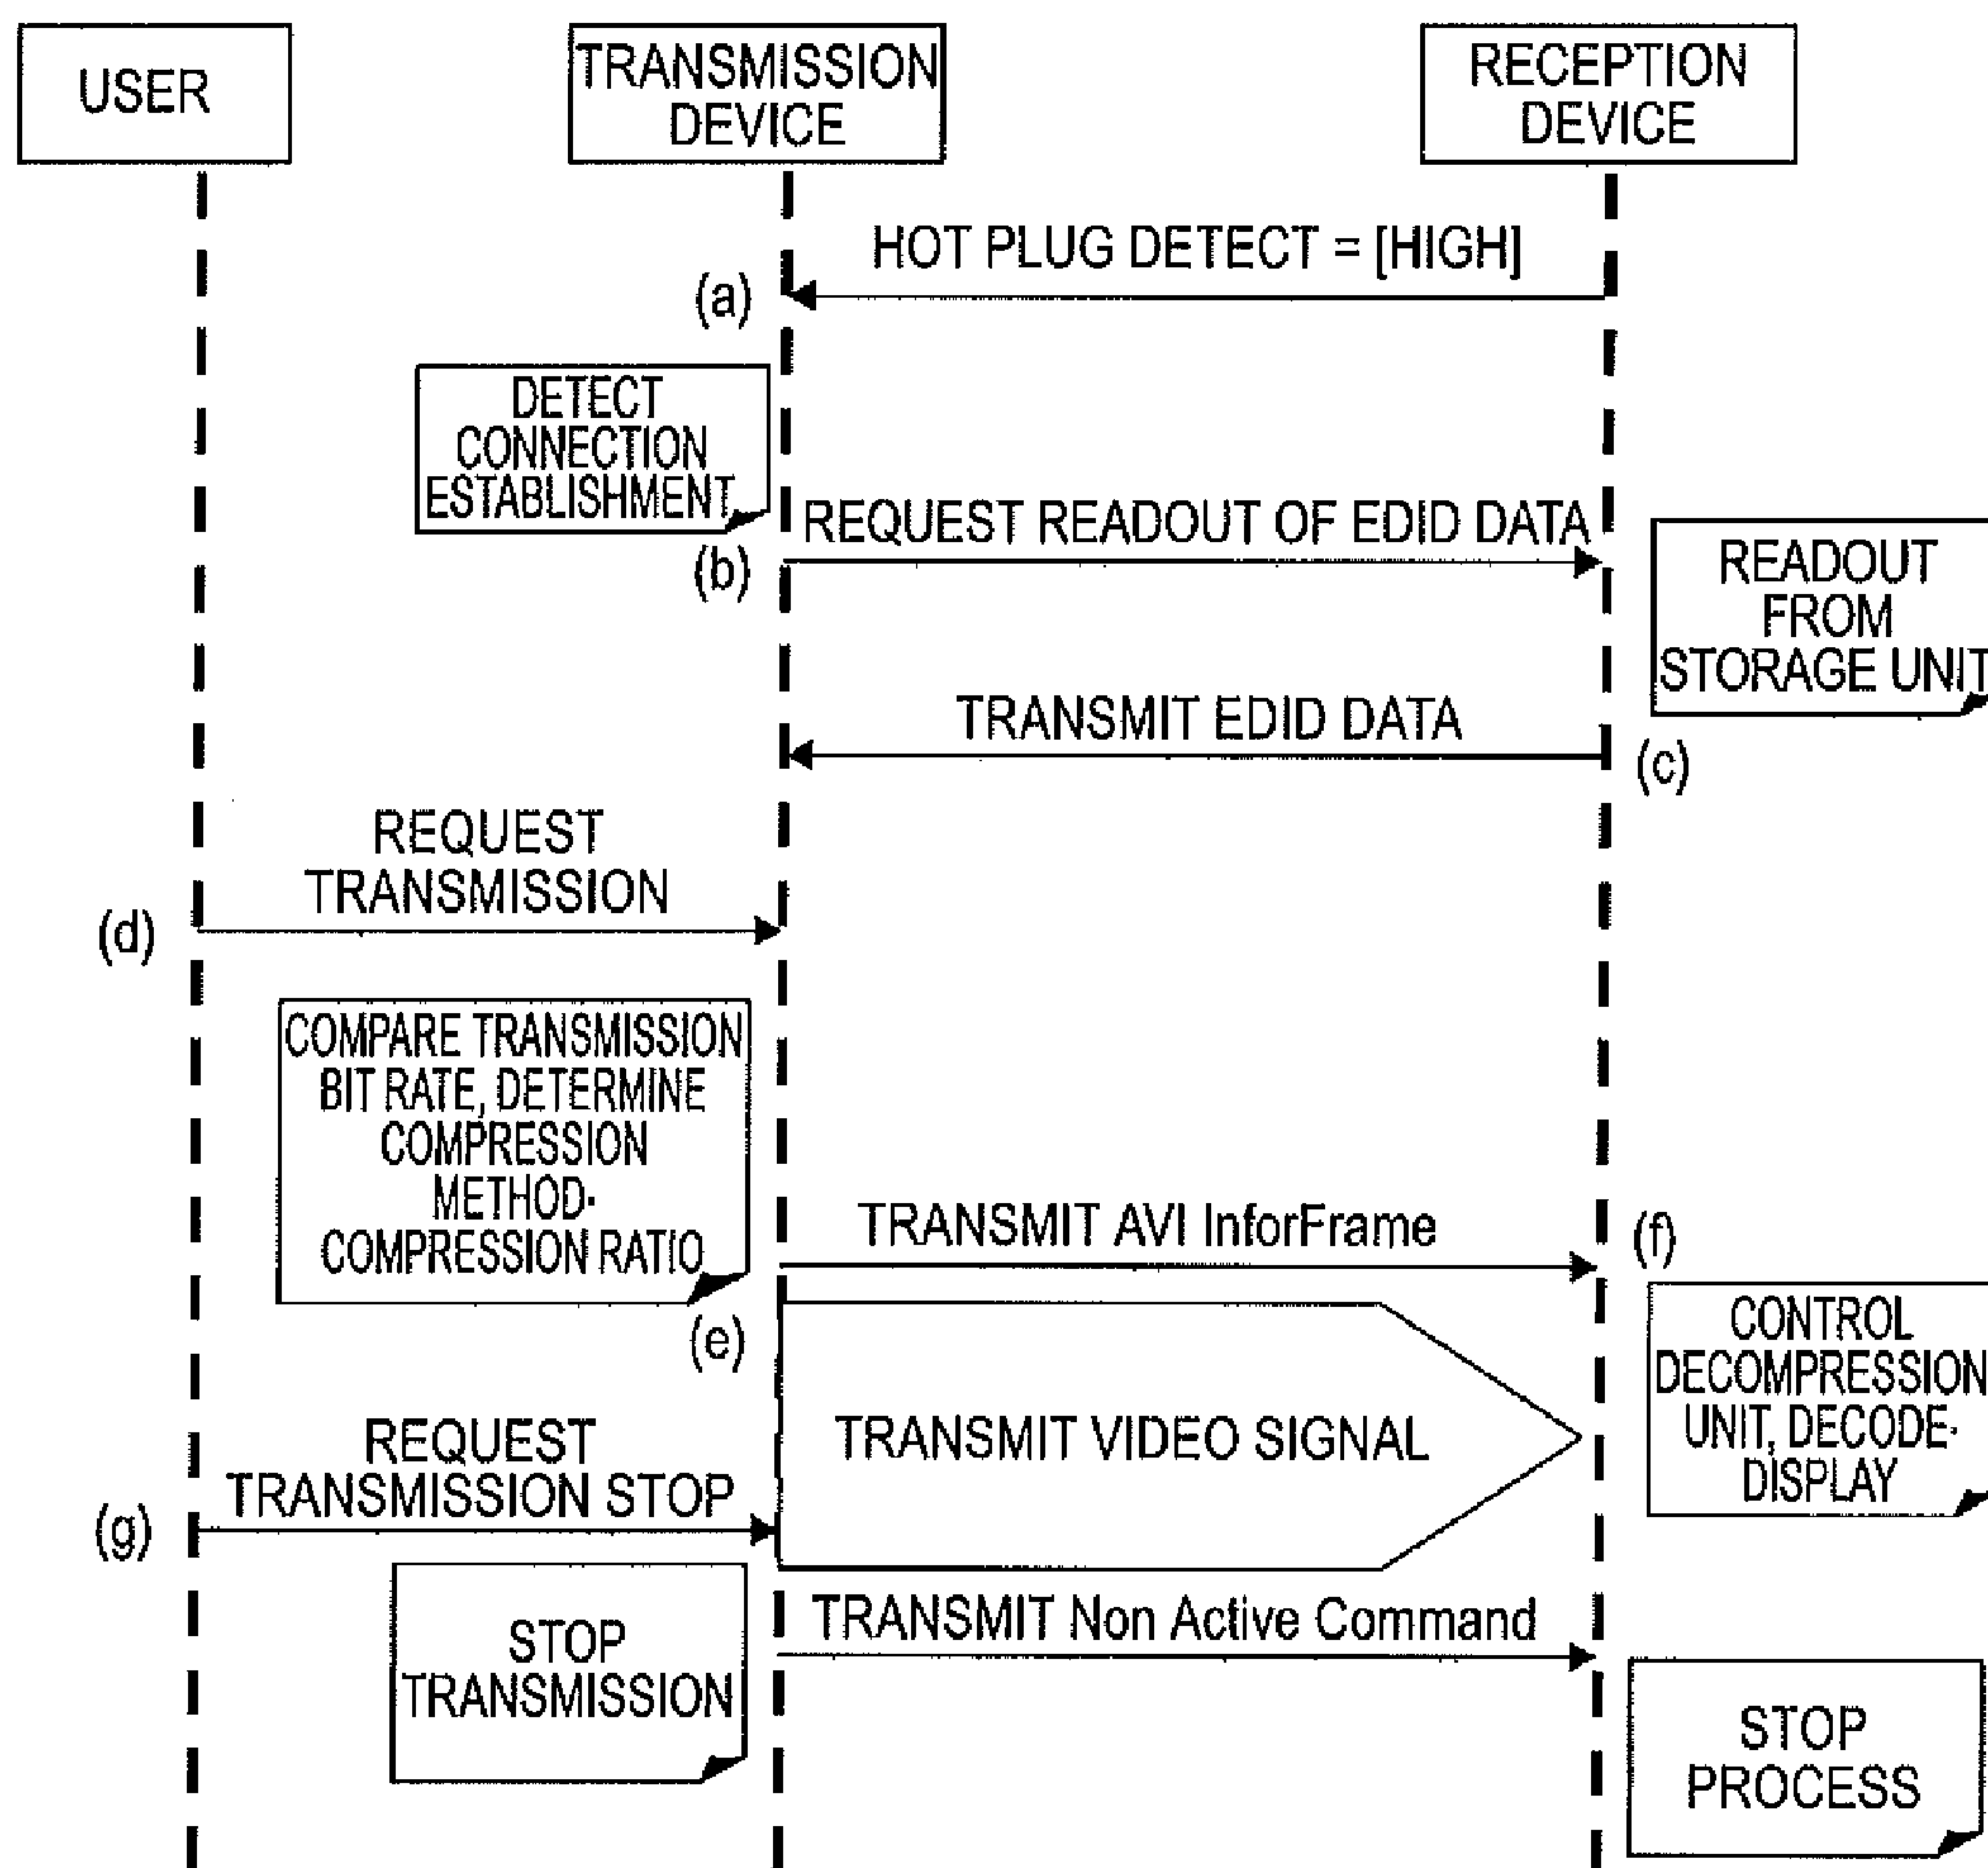 USER
TRANSMISSION
DEVICE
RECEPTION
DEVICE
HOT PLUG DETECT = [HIGH]
(a)
DETECT
CONNECTION
ESTABLISHMENT
REQUEST READOUT OF EDID DATA
(b)
READOUT
FROM
STORAGE UNIT
TRANSMIT EDID DATA
(c)
REQUEST
TRANSMISSION
(d)
COMPARE TRANSMISSION
BIT RATE, DETERMINE
COMPRESSION
METHOD·
COMPRESSION RATIO
TRANSMIT AVI InforFrame
(f)
(e)
CONTROL
DECOMPRESSION
UNIT, DECODE·
DISPLAY
TRANSMIT VIDEO SIGNAL
REQUEST
TRANSMISSION STOP
(g)
STOP
TRANSMISSION
TRANSMIT Non Active Command
STOP
PROCESS